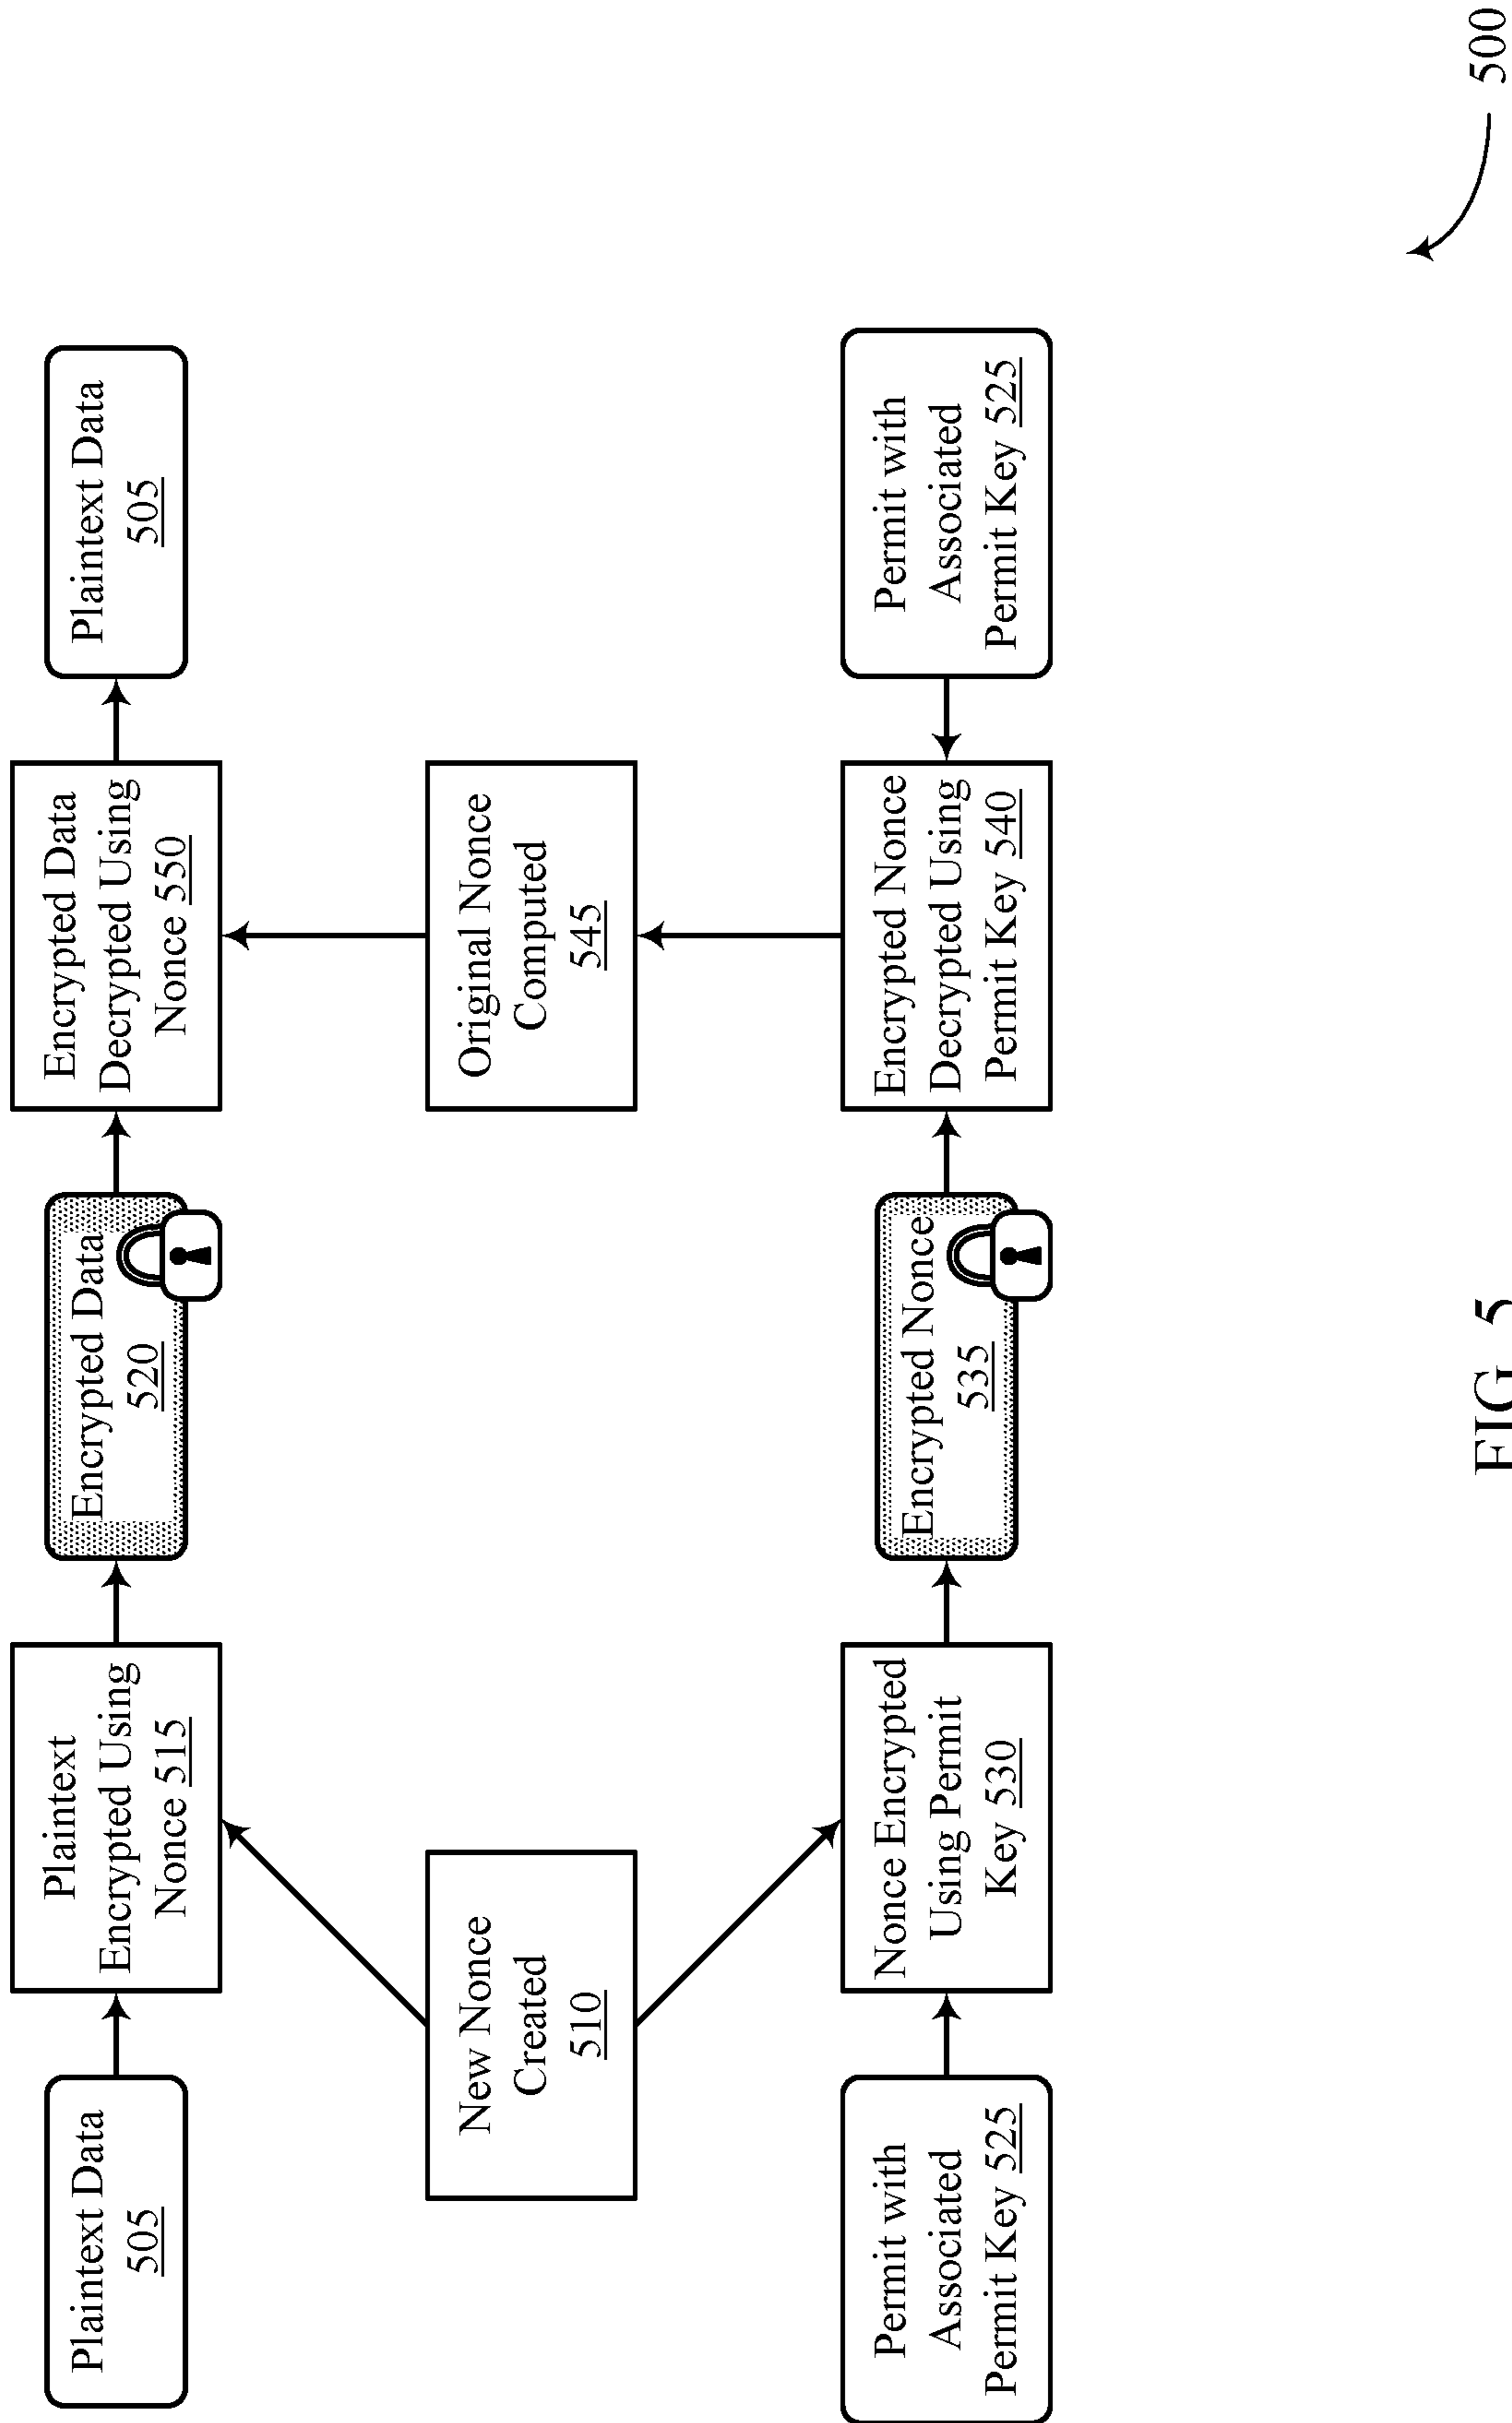 Plaintext Data
505
Plaintext
Encrypted Using
Nonce 515
Encrypted Data
520
Encrypted Data
Decrypted Using
Nonce 550
Plaintext Data
505
New Nonce
Created
510
Original Nonce
Computed
545
Permit with
Associated
Permit Key 525
Nonce Encrypted
Using Permit
Key 530
Encrypted Nonce
535
Encrypted Nonce
Decrypted Using
Permit Key 540
Permit with
Associated
Permit Key 525
500
FIG. 5